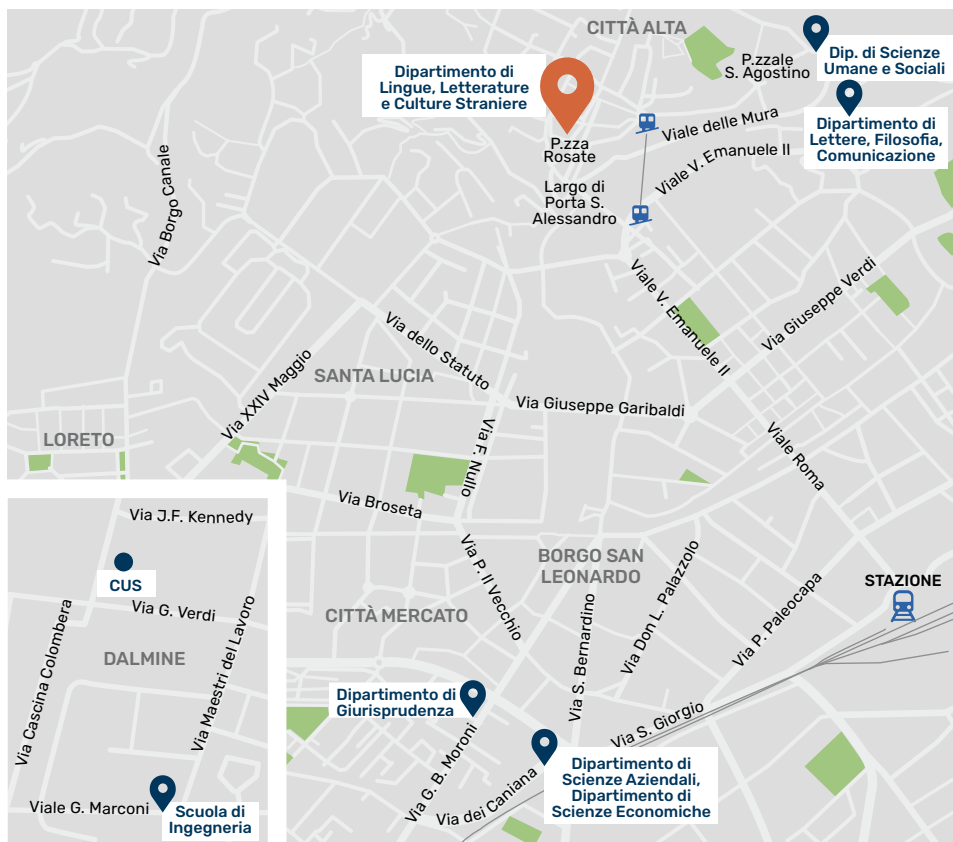 CITTÀ ALTA
Dipartimento di
Lingue, Letterature
e Culture Straniere
P.zzale
S. Agostino
Dip. di Scienze
Umane e Sociali
Dipartimento di
Lettere, Filosofia,
Comunicazione
P.zza
Rosate
Viale delle Mura
Viale V. Emanuele II
Largo di
Porta S.
Alessandro
Via Borgo Canale
Viale V. Emanuele II
Via Giuseppe Verdi
Via dello Statuto
SANTA LUCIA
Via XXIV Maggio
Via Giuseppe Garibaldi
LORETO
Via F. Nullo
Viale Roma
Via Broseta
Via P. II Vecchio
BORGO SAN
LEONARDO
Via Don L. Palazzolo
Via P. Paleocapa
STAZIONE
CITTÀ MERCATO
Via S. Bernardino
Dipartimento di
Giurisprudenza
Via G. B. Moroni
Via S. Giorgio
Via dei Caniana
Dipartimento di
Scienze Aziendali,
Dipartimento di
Scienze Economiche
Via J.F. Kennedy
CUS
Via G. Verdi
Via Cascina Colombera
DALMINE
Via Maestri del Lavoro
Viale G. Marconi
Scuola di
Ingegneria